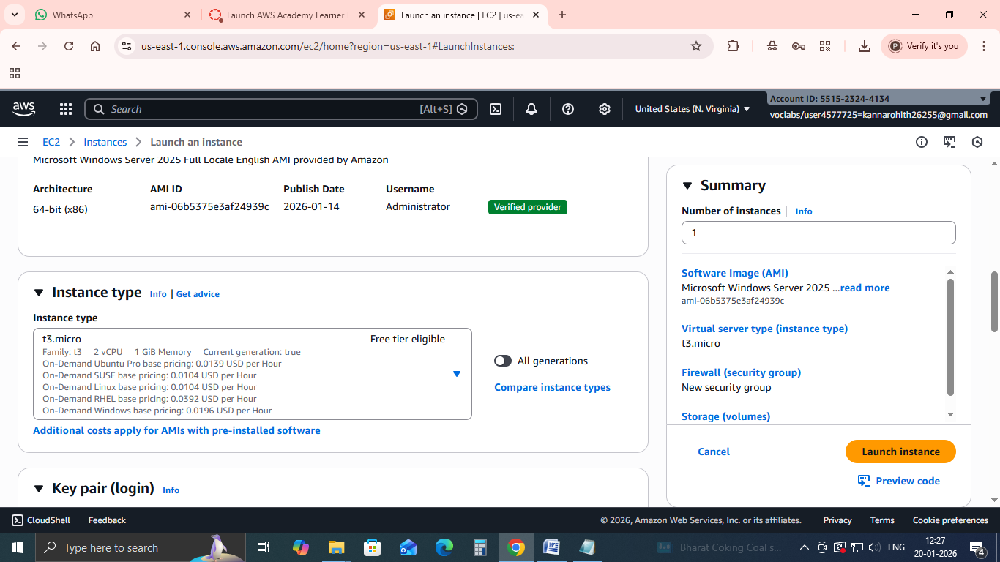 WhatsApp
Launch AWS Academy Learner L
Launch an instance | EC2 | us-ea
us-east-1.console.aws.amazon.com/ec2/home?region=us-east-1#LaunchInstances:
Verify it's you
aws
Search
[Alt+S]
United States (N. Virginia)
Account ID: 5515-2324-4134
voclabs/user4577725=kannarohith26255@gmail.com
EC2 > Instances > Launch an instance
Microsoft Windows Server 2025 Full Locale English AMI provided by Amazon
Architecture AMI ID Publish Date Username
64-bit (x86) ami-06b5375e3af24939c 2026-01-14 Administrator Verified provider
Instance type Info | Get advice
Instance type
t3.micro Free tier eligible
Family: t3 2 vCPU 1 GiB Memory Current generation: true
On-Demand Ubuntu Pro base pricing: 0.0139 USD per Hour
On-Demand SUSE base pricing: 0.0104 USD per Hour
On-Demand Linux base pricing: 0.0104 USD per Hour
On-Demand RHEL base pricing: 0.0392 USD per Hour
On-Demand Windows base pricing: 0.0196 USD per Hour
All generations
Compare instance types
Additional costs apply for AMIs with pre-installed software
Key pair (login) Info
Summary
Number of instances Info
1
Software Image (AMI)
Microsoft Windows Server 2025 ...read more
ami-06b5375e3af24939c
Virtual server type (instance type)
t3.micro
Firewall (security group)
New security group
Storage (volumes)
Cancel
Launch instance
Preview code
CloudShell Feedback
© 2026, Amazon Web Services, Inc. or its affiliates. Privacy Terms Cookie preferences
Type here to search
Bharat Coking Coal s...
ENG
12:27
20-01-2026
4